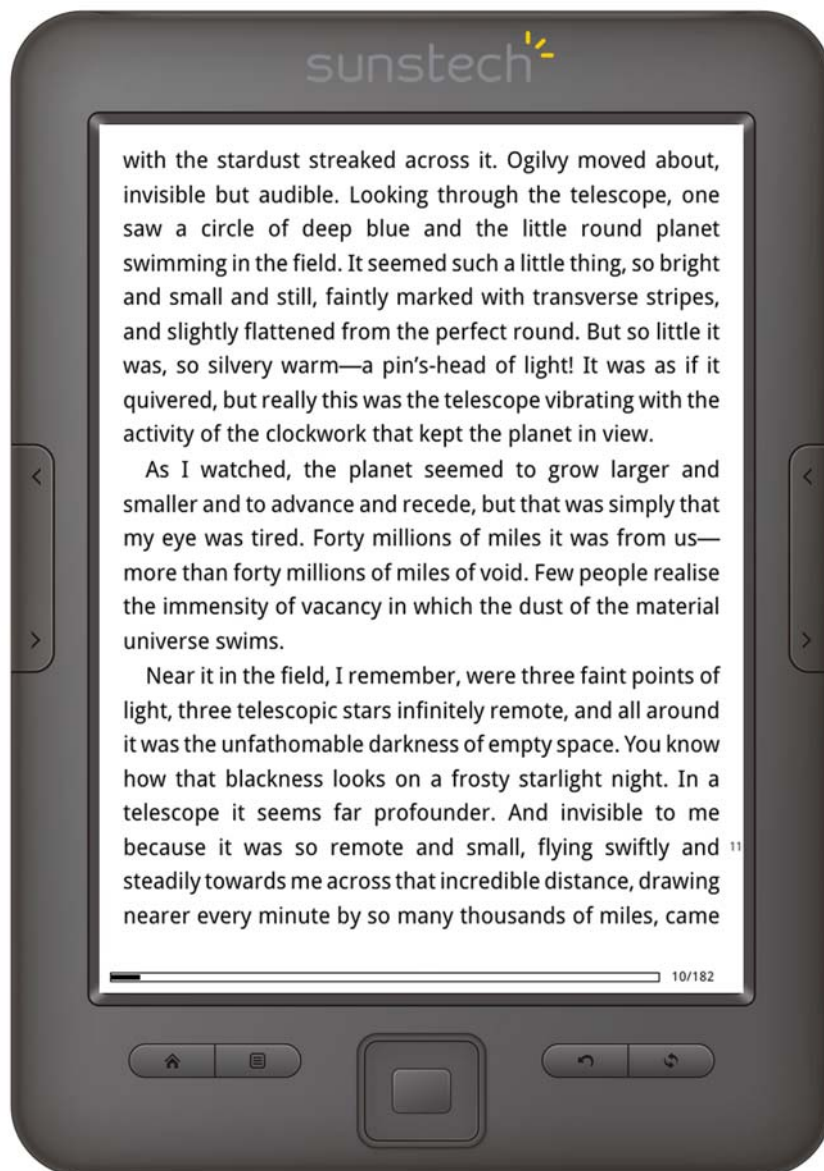 sunstech
with the stardust streaked across it. Ogilvy moved about,
invisible but audible. Looking through the telescope, one
saw a circle of deep blue and the little round planet
swimming in the field. It seemed such a little thing, so bright
and small and still, faintly marked with transverse stripes,
and slightly flattened from the perfect round. But so little it
was, so silvery warm—a pin’s-head of light! It was as if it
quivered, but really this was the telescope vibrating with the
activity of the clockwork that kept the planet in view.
As I watched, the planet seemed to grow larger and
smaller and to advance and recede, but that was simply that
my eye was tired. Forty millions of miles it was from us—
more than forty millions of miles of void. Few people realise
the immensity of vacancy in which the dust of the material
universe swims.
Near it in the field, I remember, were three faint points of
light, three telescopic stars infinitely remote, and all around
it was the unfathomable darkness of empty space. You know
how that blackness looks on a frosty starlight night. In a
telescope it seems far profounder. And invisible to me
because it was so remote and small, flying swiftly and 11
steadily towards me across that incredible distance, drawing
nearer every minute by so many thousands of miles, came
10/182